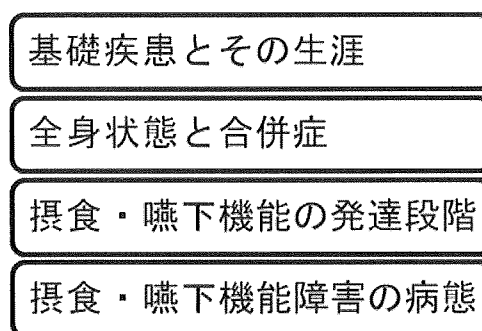 基礎疾患とその生涯
全身状態と合併症
摂食・嚥下機能の発達段階
摂食・嚥下機能障害の病態